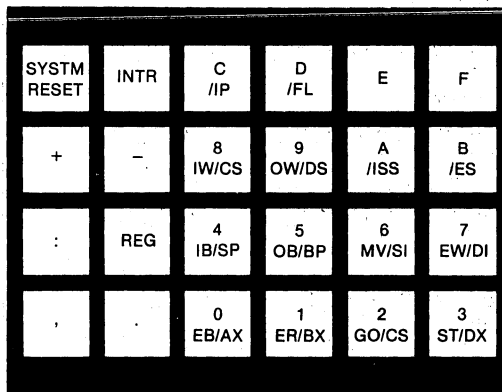 SYSTM RESET INTR C /IP D /FL E F
+ - 8 IW/CS 9 OW/DS A /ISS B /ES
: REG 4 IB/SP 5 OB/BP 6 MV/SI 7 EW/DI
, . 0 EB/AX 1 ER/BX 2 GO/CS 3 ST/DX